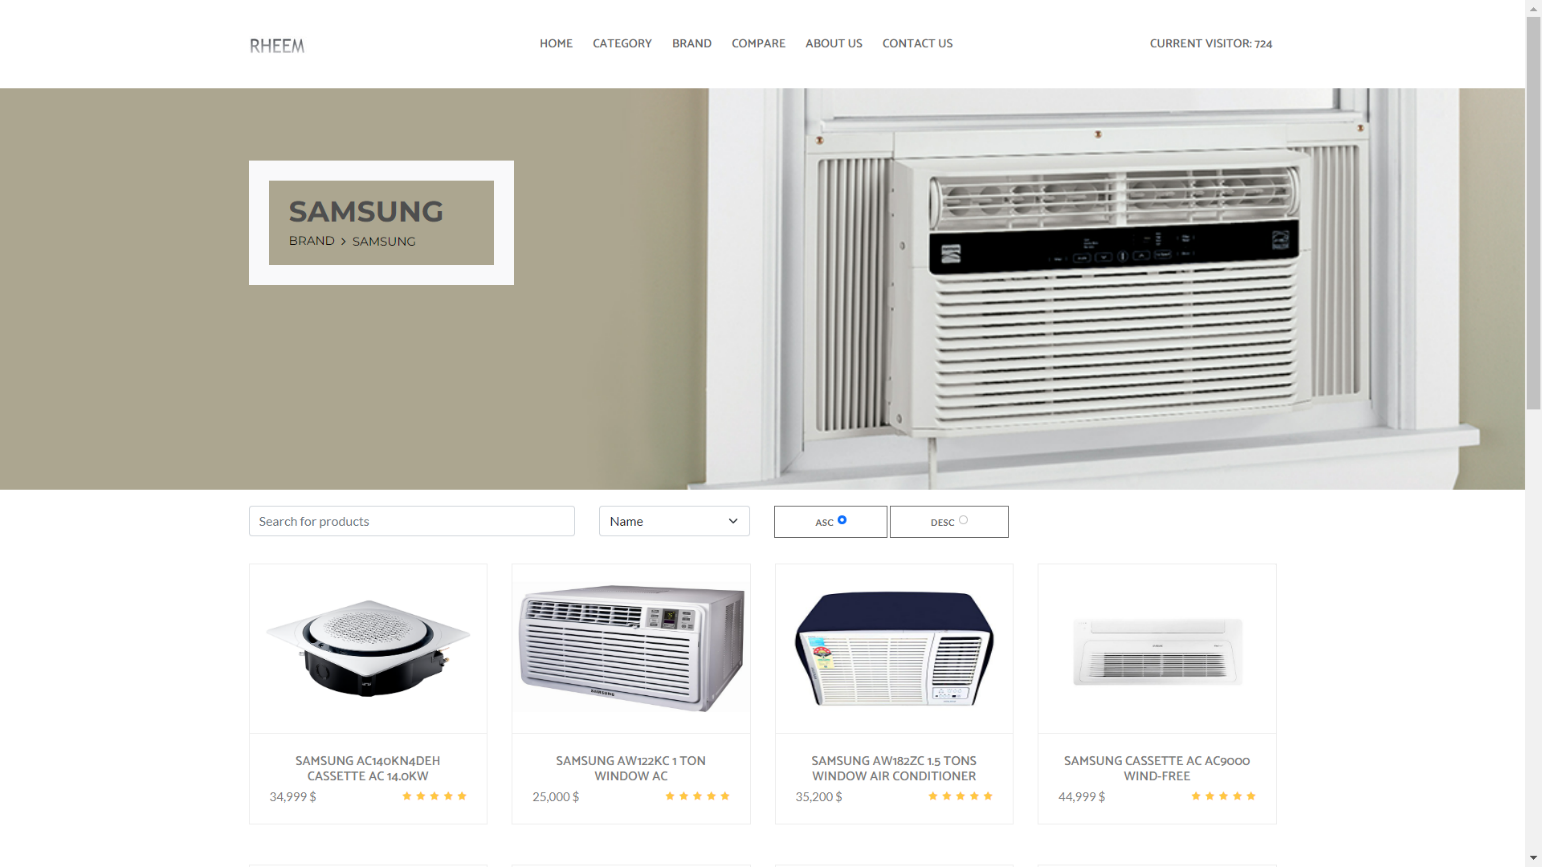 RHEEM
HOME CATEGORY BRAND COMPARE ABOUT US CONTACT US
CURRENT VISITOR: 724
SAMSUNG
BRAND > SAMSUNG
Search for products
Name
ASC
DESC
SAMSUNG AC140KN4DEH
CASSETTE AC 14.0KW
34,999 $
SAMSUNG AW122KC 1 TON
WINDOW AC
25,000 $
SAMSUNG AW182ZC 1.5 TONS
WINDOW AIR CONDITIONER
35,200 $
SAMSUNG CASSETTE AC AC9000
WIND-FREE
44,999 $
SAMSUNG